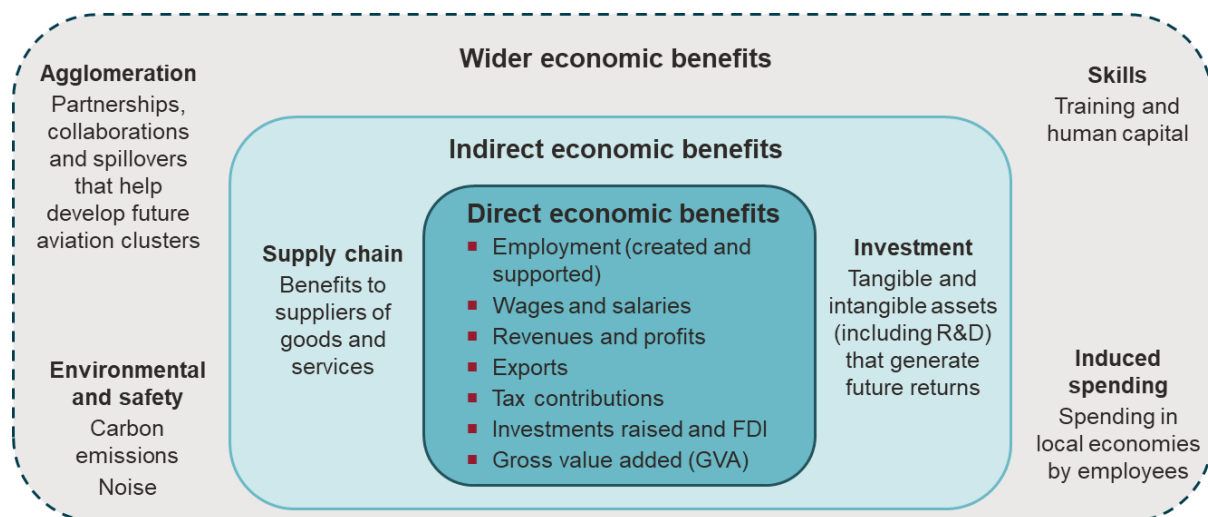 Wider economic benefits
Agglomeration
Partnerships,
collaborations
and spillovers
that help
develop future
aviation clusters
Environmental
and safety
Carbon
emissions
Noise
Indirect economic benefits
Supply chain
Benefits to
suppliers of
goods and
services
Direct economic benefits
▪ Employment (created and
supported)
▪ Wages and salaries
▪ Revenues and profits
▪ Exports
▪ Tax contributions
▪ Investments raised and FDI
▪ Gross value added (GVA)
Investment
Tangible and
intangible assets
(including R&D)
that generate
future returns
Skills
Training and
human capital
Induced
spending
Spending in
local economies
by employees